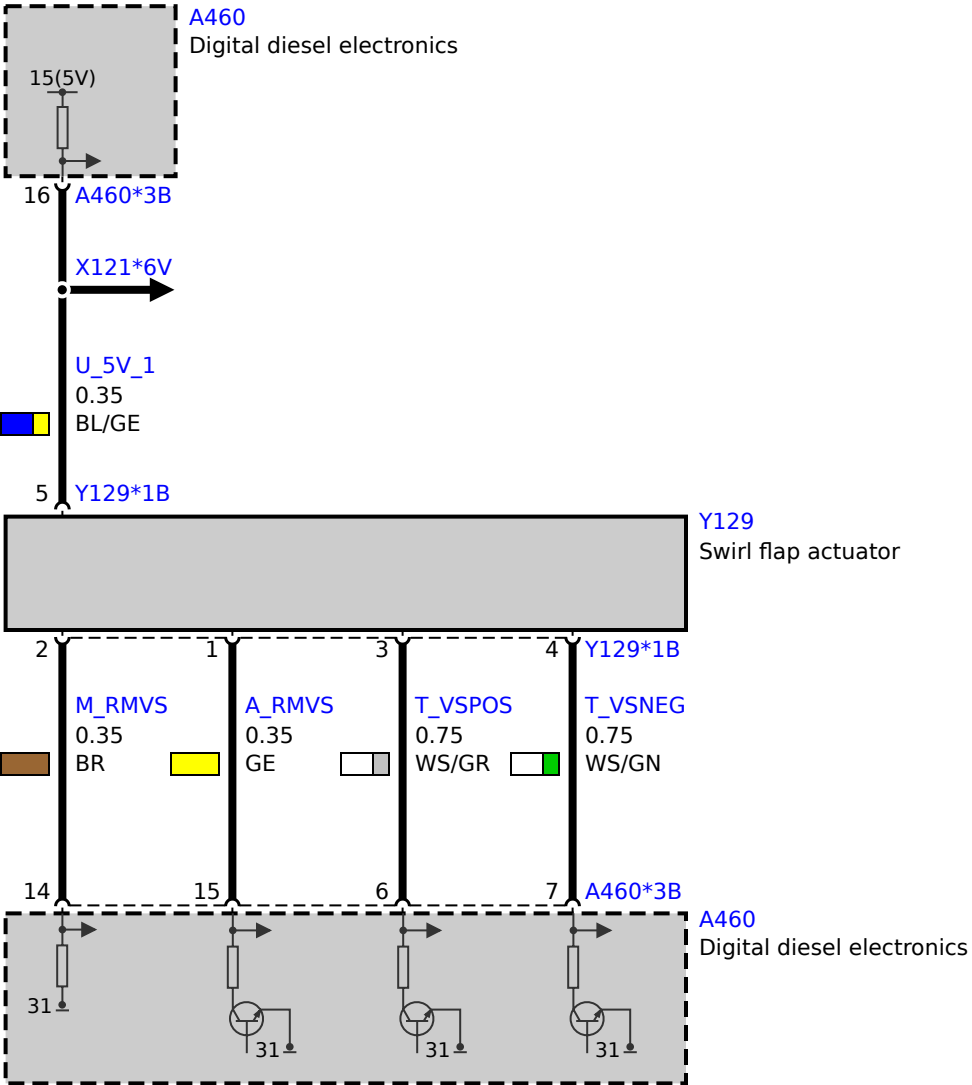 A460
Digital diesel electronics
15(5V)
16 A460*3B
X121*6V
U_5V_1
0.35
BL/GE
5 Y129*1B
Y129
Swirl flap actuator
2 1 3 4 Y129*1B
M_RMVS A_RMVS T_VSPOS T_VSNEG
0.35 0.35 0.75 0.75
BR GE WS/GR WS/GN
14 15 6 7 A460*3B
A460
Digital diesel electronics
31
31 31 31